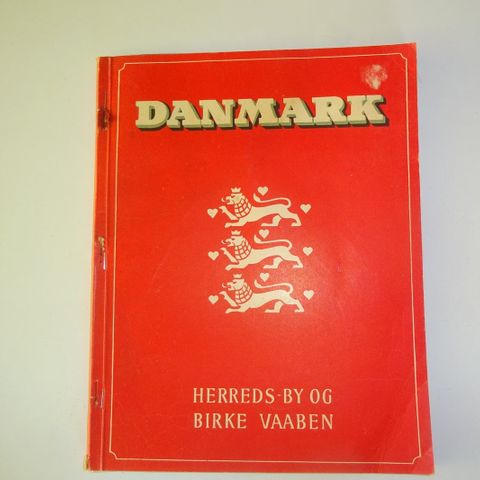 DANMARK
HERREDS-BY OG
BIRKE VAABEN